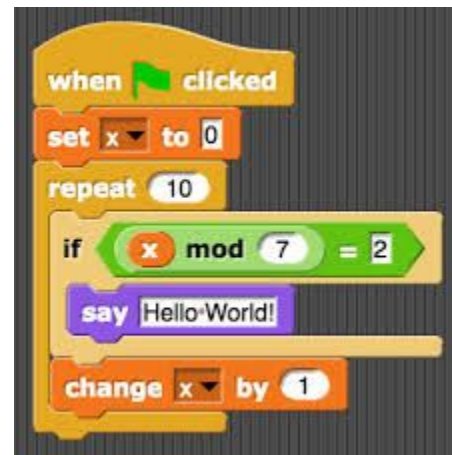 when clicked
set x to 0
repeat 10
if x mod 7 = 2
say Hello World!
change x by 1